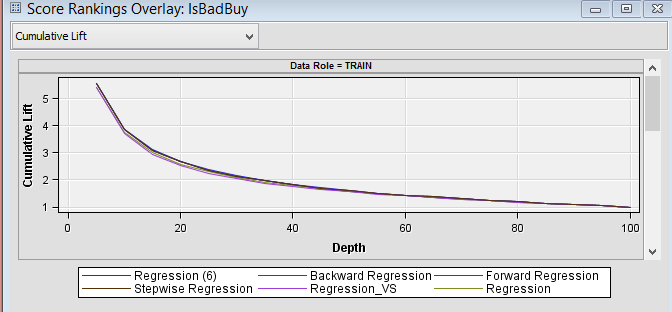 Score Rankings Overlay: IsBadBuy
Cumulative Lift
Data Role = TRAIN
Cumulative Lift
5
4
3
2
1
0 20 40 60 80 100
Depth
Regression (6) Backward Regression Forward Regression
Stepwise Regression Regression_VS Regression